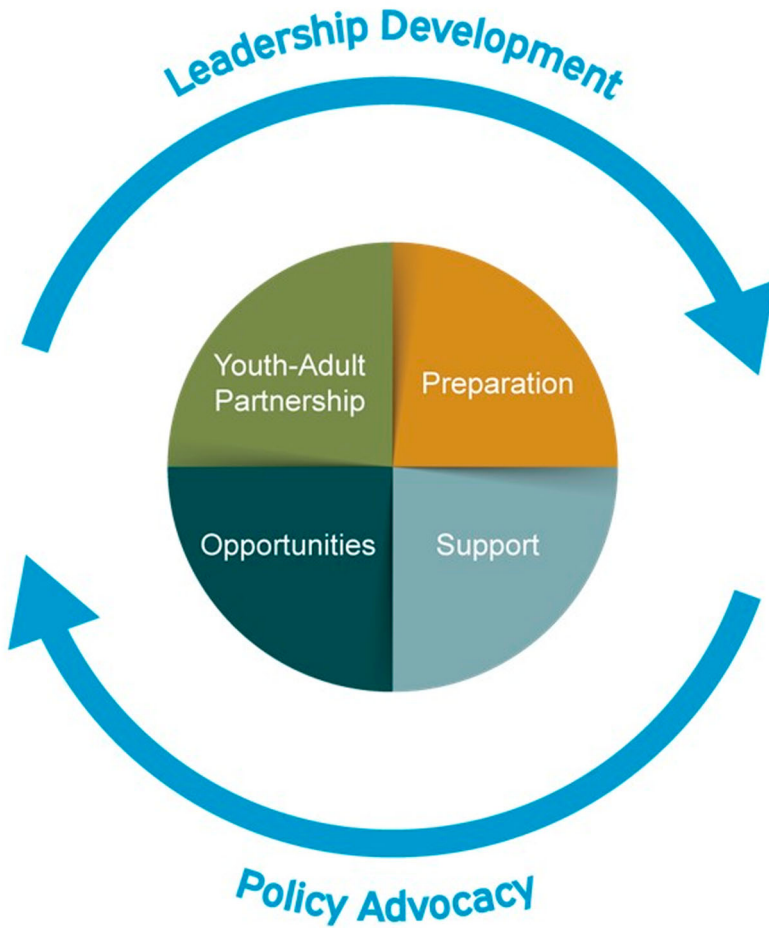 Leadership Development
Youth-Adult
Partnership
Preparation
Opportunities
Support
Policy Advocacy